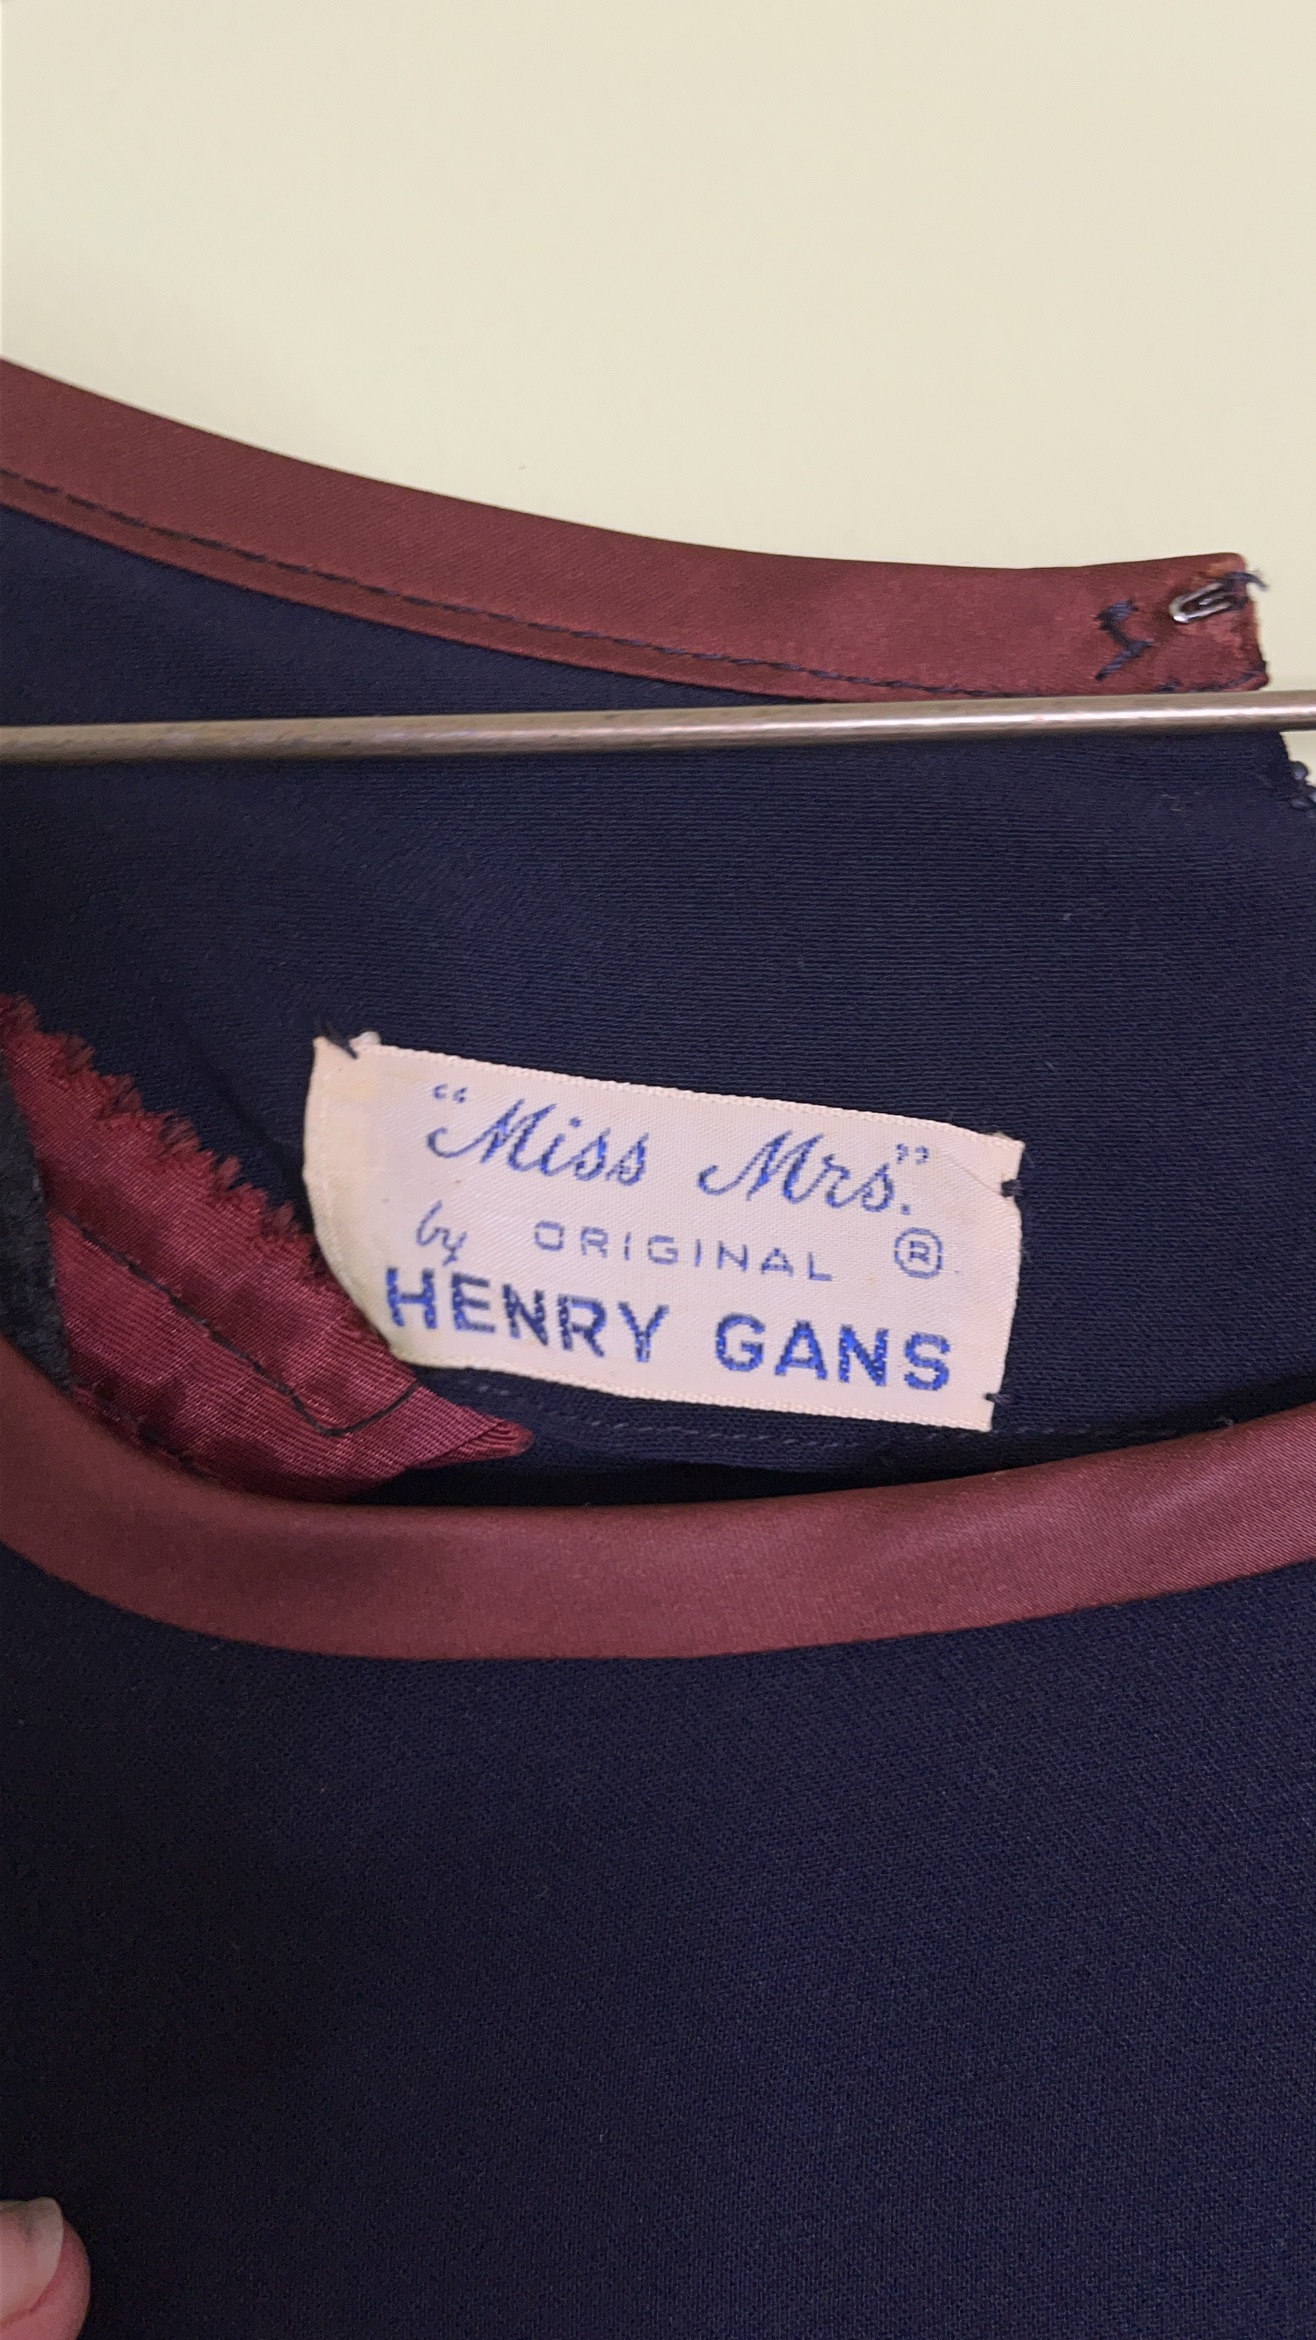 “Miss Mrs.”
by ORIGINAL ®
HENRY GANS